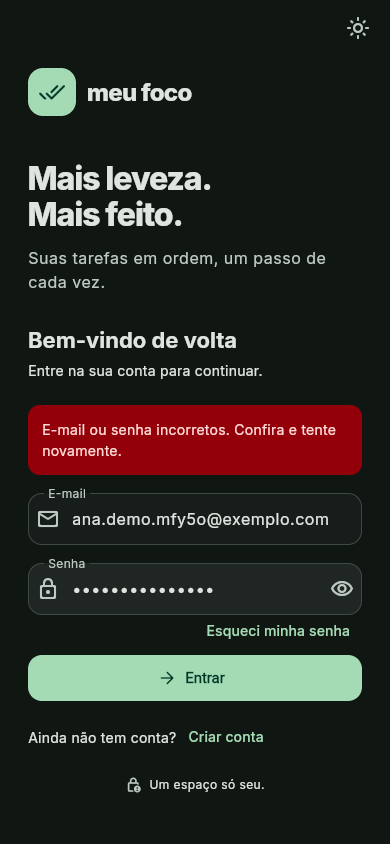 meu foco
Mais leveza.
Mais feito.
Suas tarefas em ordem, um passo de
cada vez.
Bem-vindo de volta
Entre na sua conta para continuar.
E-mail ou senha incorretos. Confira e tente
novamente.
E-mail
ana.demo.mfy5o@exemplo.com
Senha
•••••••••••••••
Esqueci minha senha
Entrar
Ainda não tem conta? Criar conta
Um espaço só seu.